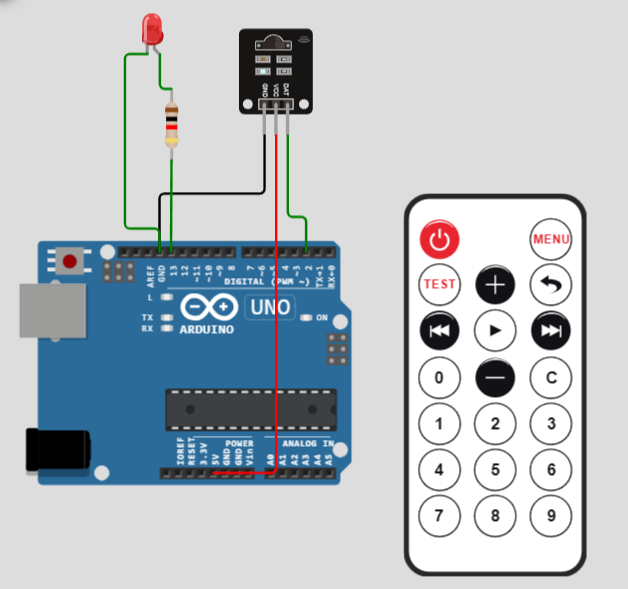 GND VCC DAT
AREF
GND
13
12
~11
~10
~9
8
7
~6
~5
4
~3
~2
TX→1
RX←0
DIGITAL (PWM ~)
L
TX
RX
UNO
ARDUINO
ON
IOREF
RESET
3.3V
5V
GND
GND
Vin
POWER
ANALOG IN
A0
A1
A2
A3
A4
A5
MENU
TEST
+
0
—
C
1 2 3
4 5 6
7 8 9